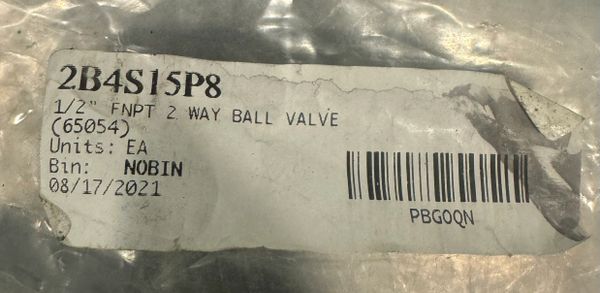 2B4S15P8
1/2" FNPT 2 WAY BALL VALVE
(65054)
Units: EA
Bin: NOBIN
08/17/2021
PBGOQN